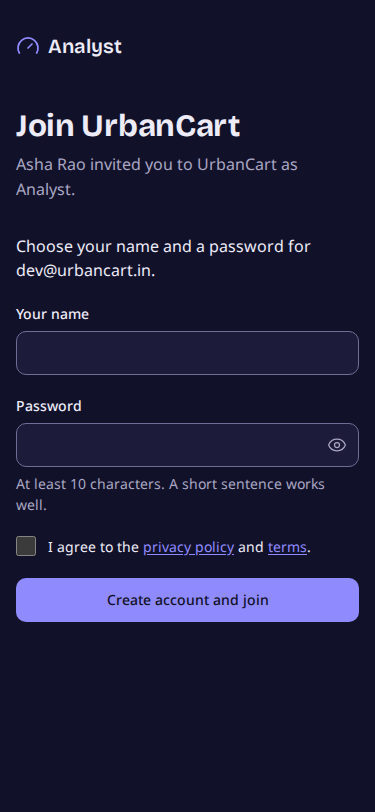 Analyst
Join UrbanCart
Asha Rao invited you to UrbanCart as
Analyst.
Choose your name and a password for
dev@urbancart.in.
Your name
Password
At least 10 characters. A short sentence works
well.
I agree to the privacy policy and terms.
Create account and join